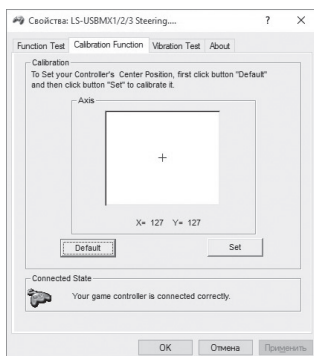 Свойства: LS-USBMX1/2/3 Steering....
Function Test Calibration Function Vibration Test About
Calibration
To Set your Controller's Center Position, first click button "Default"
and then click button "Set" to calibrate it.
Axis
X= 127 Y= 127
Default Set
Connected State
Your game controller is connected correctly.
OK Отмена Применить